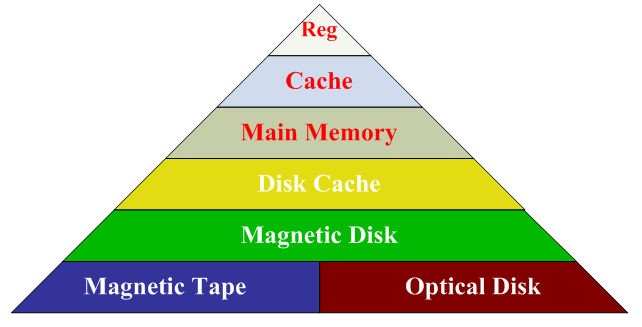 Reg
Cache
Main Memory
Disk Cache
Magnetic Disk
Magnetic Tape
Optical Disk